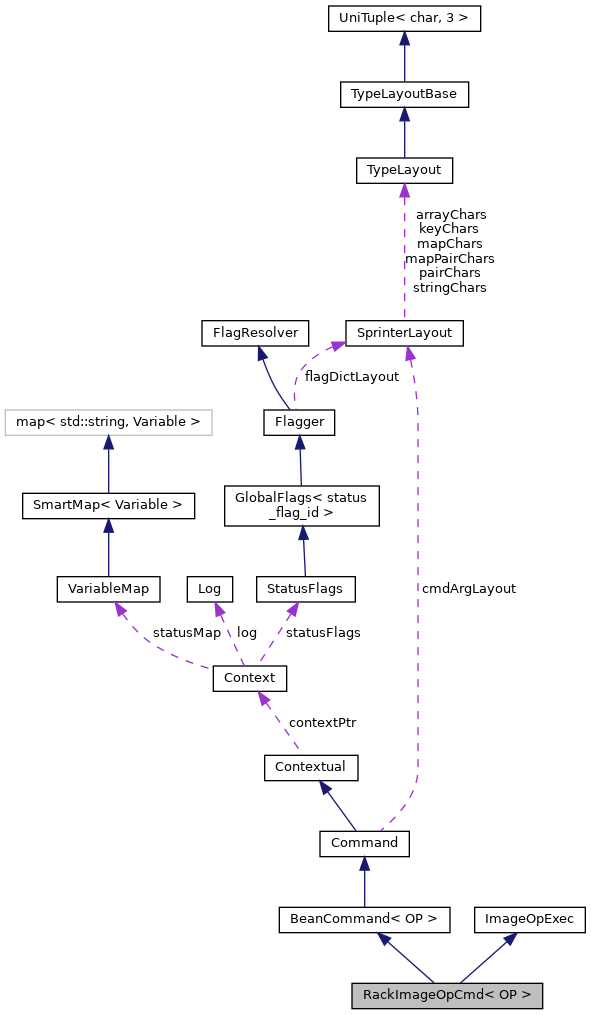 UniTuple< char, 3 >
TypeLayoutBase
TypeLayout
arrayChars
keyChars
mapChars
mapPairChars
pairChars
stringChars
FlagResolver
SprinterLayout
flagDictLayout
map< std::string, Variable >
Flagger
SmartMap< Variable >
GlobalFlags< status
_flag_id >
VariableMap
Log
StatusFlags
cmdArgLayout
statusMap
log
statusFlags
Context
contextPtr
Contextual
Command
BeanCommand< OP >
ImageOpExec
RackImageOpCmd< OP >